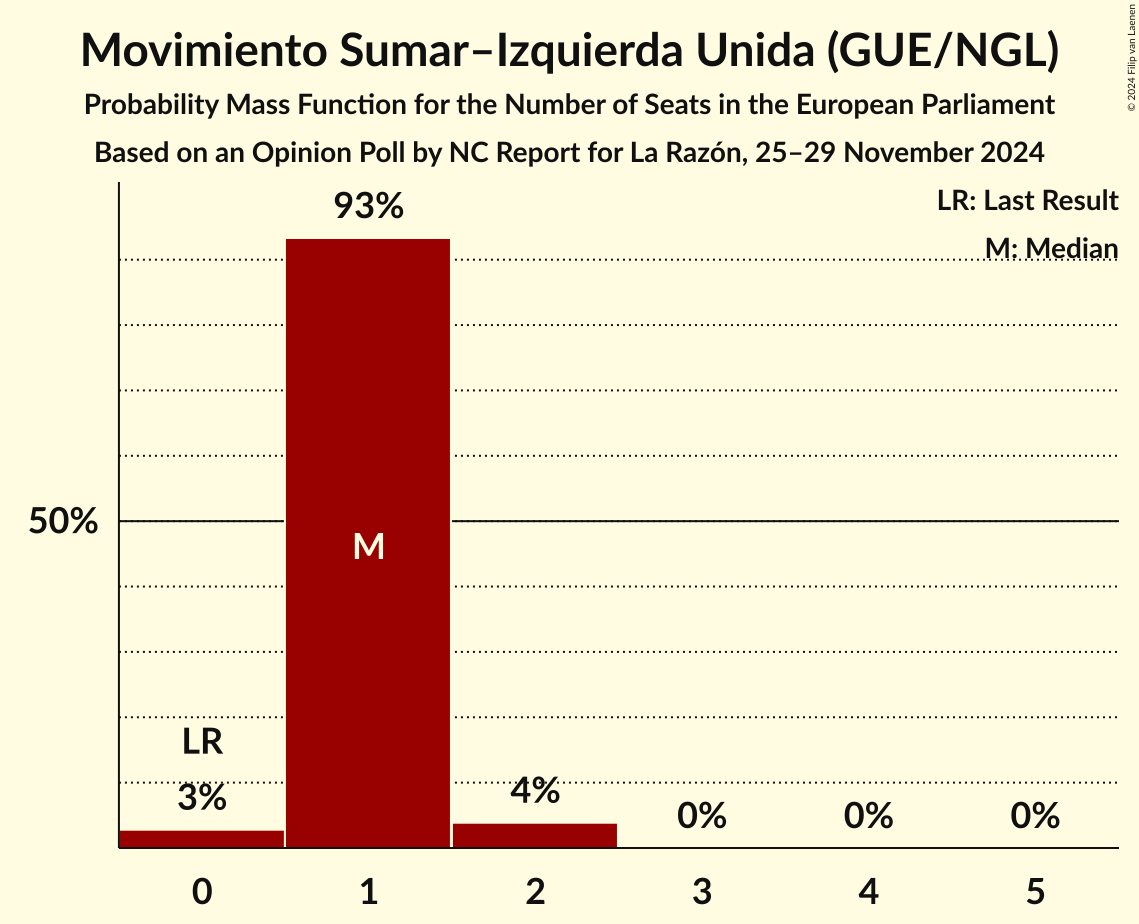 Movimiento Sumar–Izquierda Unida (GUE/NGL)
Probability Mass Function for the Number of Seats in the European Parliament
Based on an Opinion Poll by NC Report for La Razón, 25–29 November 2024
© 2024 Filip van Laenen
LR: Last Result
M: Median
93%
50%
M
LR
3%
4%
0%
0%
0%
0
1
2
3
4
5